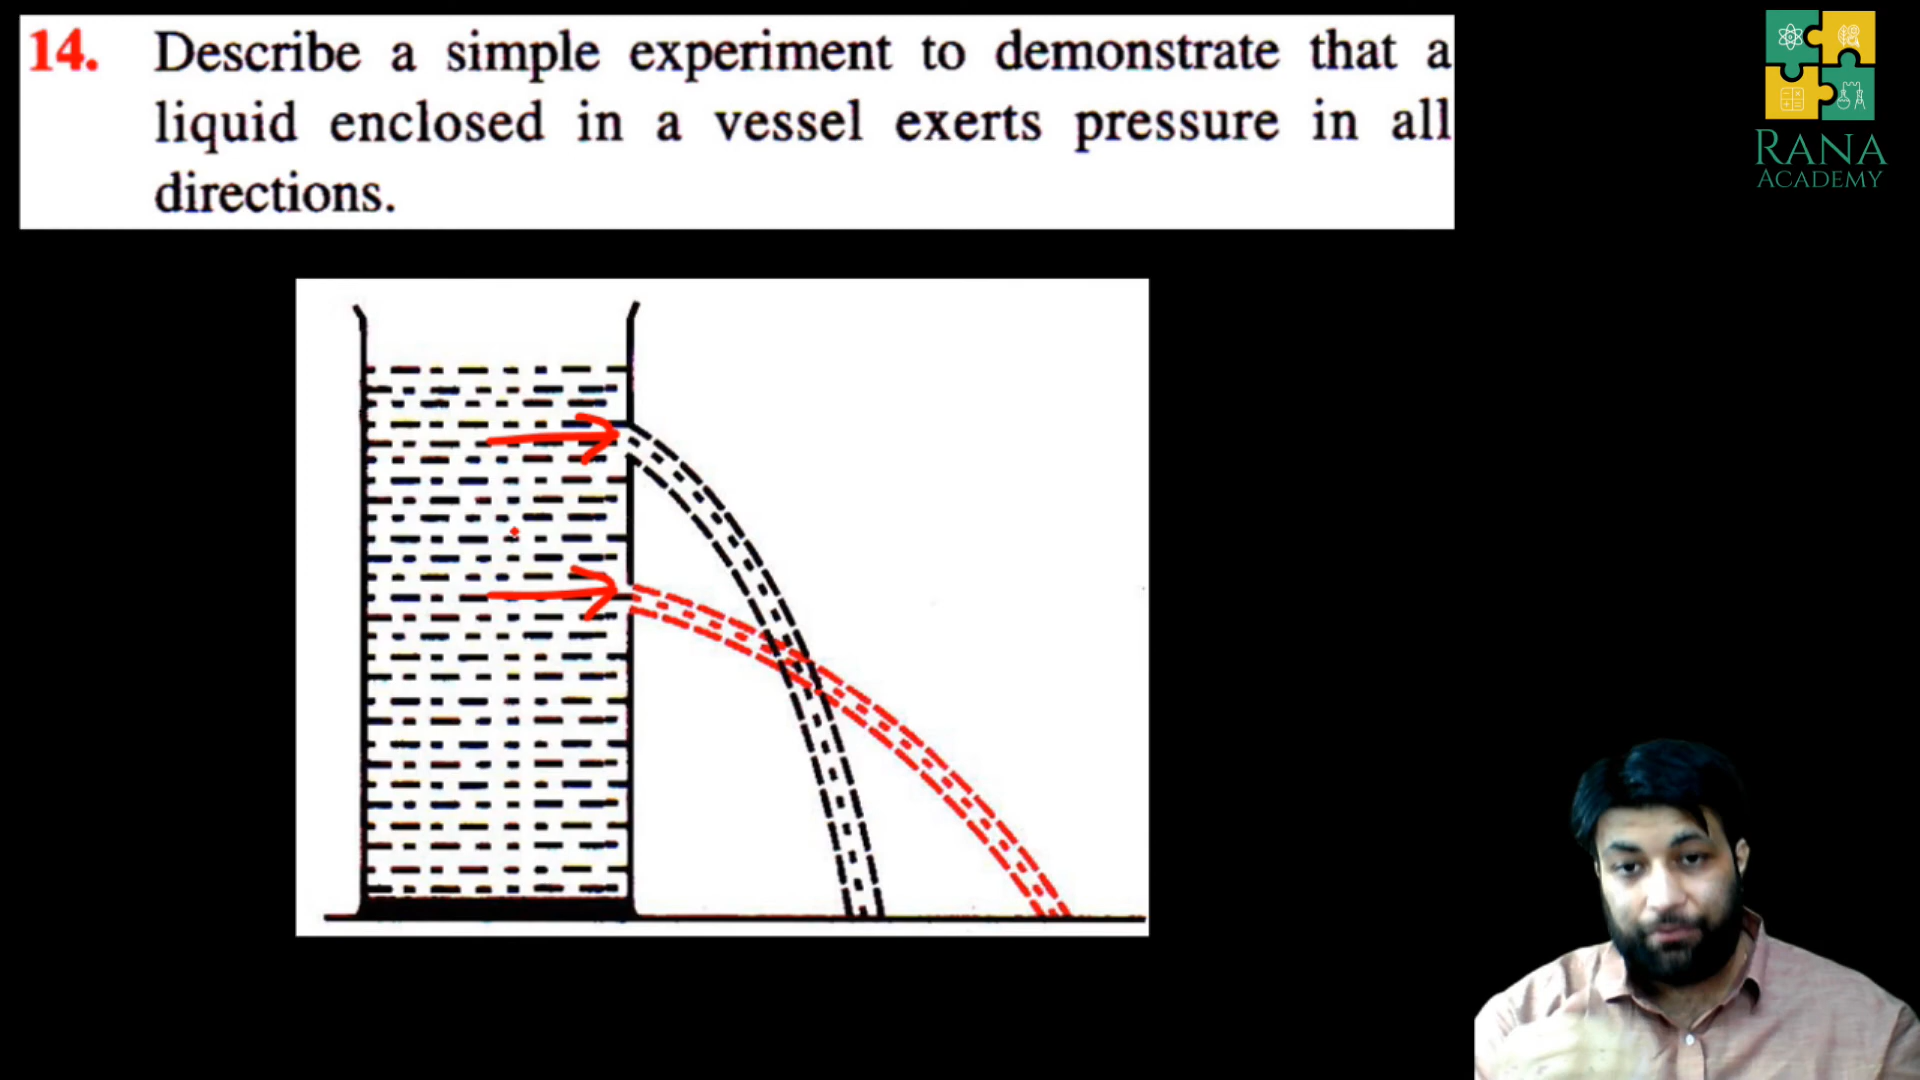 14. Describe a simple experiment to demonstrate that a
liquid enclosed in a vessel exerts pressure in all
directions.
RANA
ACADEMY